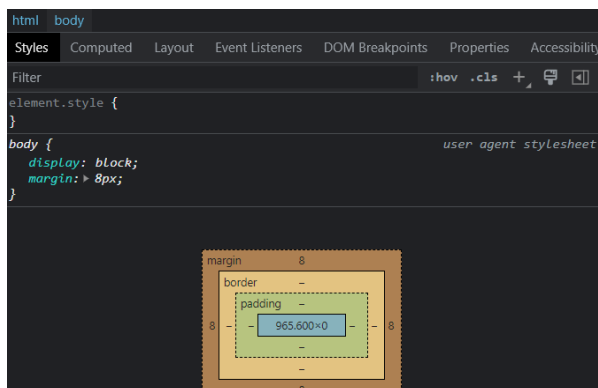 html body
Styles Computed Layout Event Listeners DOM Breakpoints Properties Accessibility
Filter :hov .cls +
element.style {
}
body { user agent stylesheet
display: block;
margin: 8px;
}
margin 8
border –
padding –
8 – – 965.600×0 – – 8
–
–